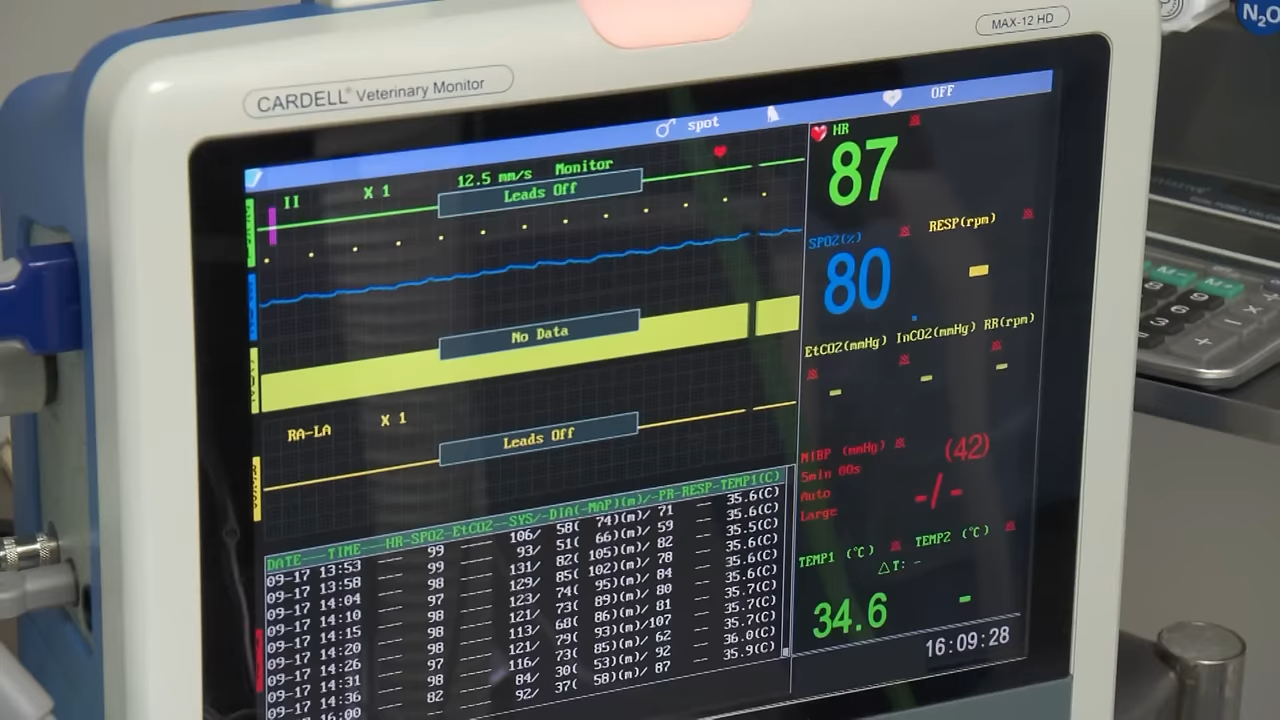 MAX-12 HD
N₂O
CARDELL® Veterinary Monitor
spot
OFF
II X 1 12.5 mm/s Monitor
Leads Off
HR
87
SPO2(%)
80
RESP(rpm)
-
No Data
EtCO2(mmHg) InCO2(mmHg) RR(rpm)
- - -
RA-LA X 1
Leads Off
NIBP (mmHg)
(42)
5min 00s
Auto
-/-
Large
TEMP1 (°C) TEMP2 (°C)
△T: -
34.6 -
16:09:28
DATE---TIME---HR-SPO2-EtCO2--SYS/-DIA(-MAP)(m)/-PR-RESP-TEMP1(C)
09-17 13:53 --- 99 --- 106/ 58( 74)(m)/ 71 -- 35.6(C)
09-17 13:58 --- 99 --- 93/ 51( 66)(m)/ 59 -- 35.6(C)
09-17 14:04 --- 97 --- 131/ 82( 105)(m)/ 82 -- 35.5(C)
09-17 14:10 --- 98 --- 129/ 85( 102)(m)/ 78 -- 35.6(C)
09-17 14:15 --- 98 --- 123/ 74( 95)(m)/ 84 -- 35.6(C)
09-17 14:20 --- 98 --- 121/ 73( 89)(m)/ 80 -- 35.6(C)
09-17 14:26 --- 98 --- 113/ 68( 86)(m)/ 81 -- 35.7(C)
09-17 14:31 --- 97 --- 121/ 79( 93)(m)/107 -- 35.7(C)
09-17 14:36 --- 98 --- 116/ 73( 85)(m)/ 62 -- 35.7(C)
16:00 --- 82 --- 84/ 30( 53)(m)/ 92 -- 36.0(C)
92/ 37( 58)(m)/ 87 -- 35.9(C)